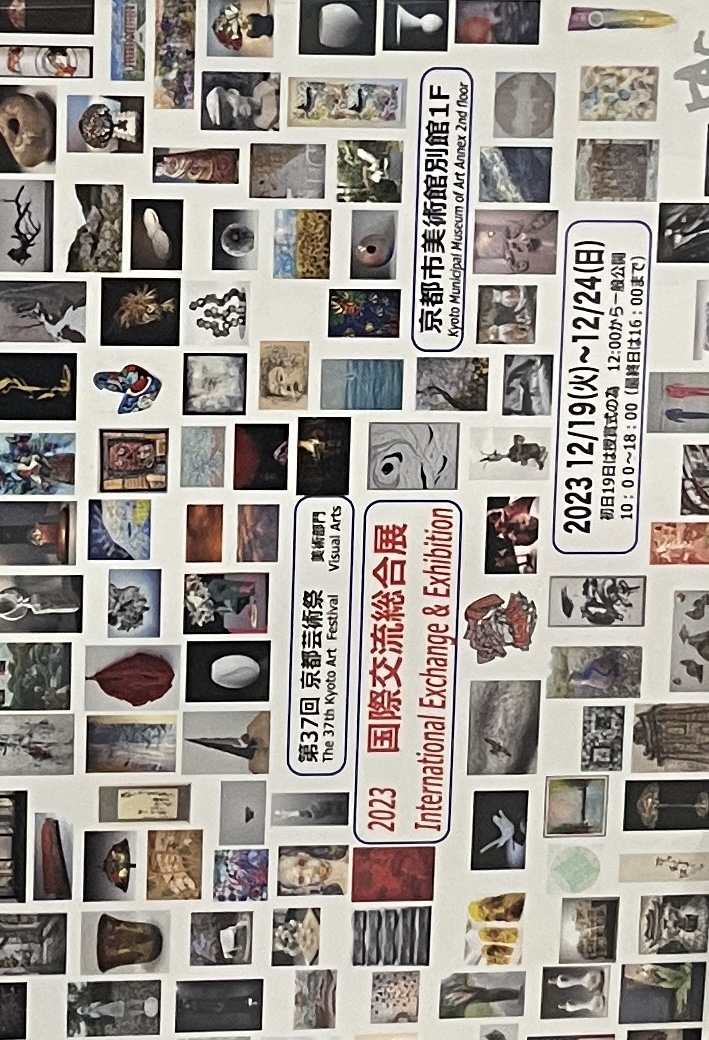 第37回 京都芸術祭 美術部門
The 37th Kyoto Art Festival Visual Arts
2023 国際交流総合展
International Exchange & Exhibition
京都市美術館別館1F
Kyoto Municipal Museum of Art Annex 2nd floor
2023 12/19(火)~12/24(日)
初日19日は授賞式の為 12:00から一般公開
10:00~18:00 (最終日は16:00まで)